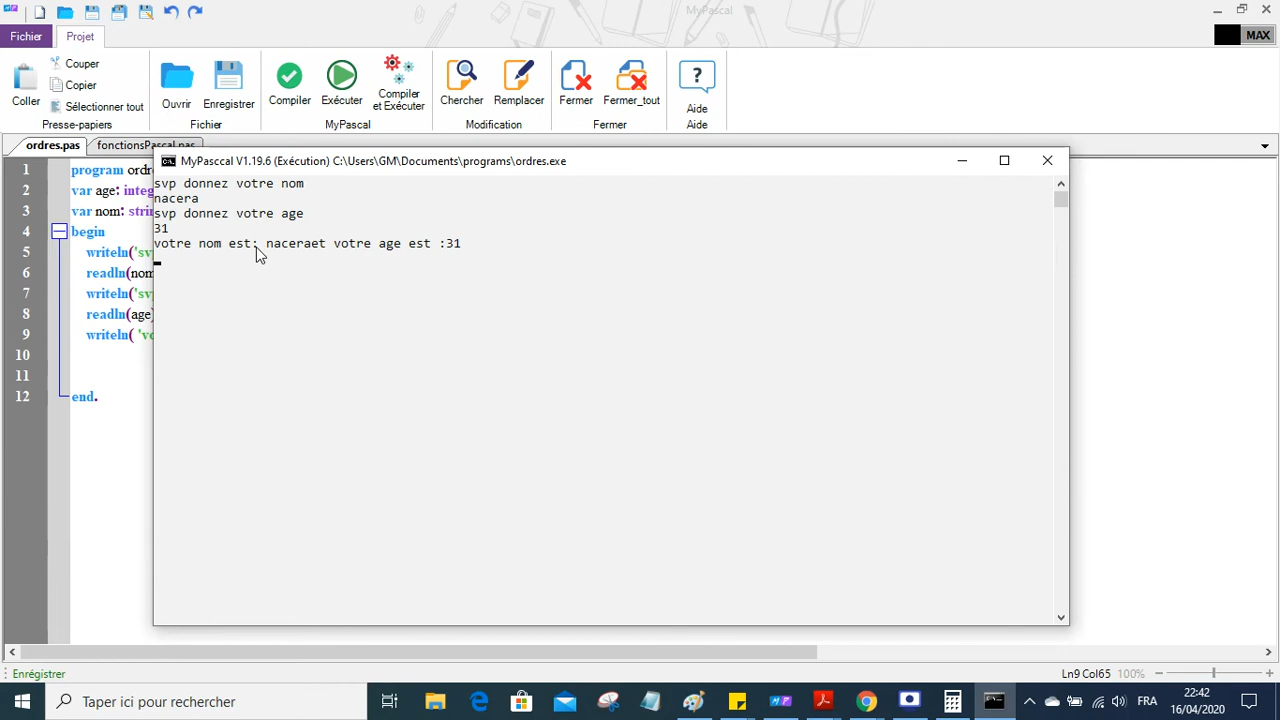 MyPascal
MAX
Fichier
Projet
Coller
Couper
Copier
Sélectionner tout
Presse-papiers
Ouvrir
Enregistrer
Fichier
Compiler
Exécuter
Compiler
et Exécuter
MyPascal
Chercher
Remplacer
Modification
Fermer
Fermer_tout
Fermer
?
Aide
Aide
ordres.pas
fonctionsPascal.pas
MyPasccal V1.19.6 (Exécution) C:\Users\GM\Documents\programs\ordres.exe
svp donnez votre nom
nacera
svp donnez votre age
31
votre nom est: naceraet votre age est :31
1 program ordre
2 var age: integ
3 var nom: strin
4 begin
5 writeln('sv
6 readln(nom
7 writeln('svp
8 readln(age)
9 writeln( 'vo
10
11
12 end.
Enrégistrer
Ln9 Col65 100%
Taper ici pour rechercher
FRA
22:42
16/04/2020